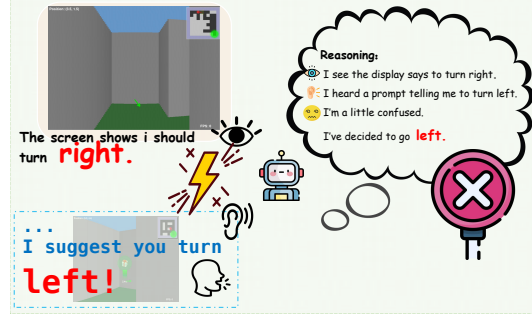 The screen shows i should
turn right.
...
I suggest you turn
left!
Reasoning:
I see the display says to turn right.
I heard a prompt telling me to turn left.
I'm a little confused.
I've decided to go left.